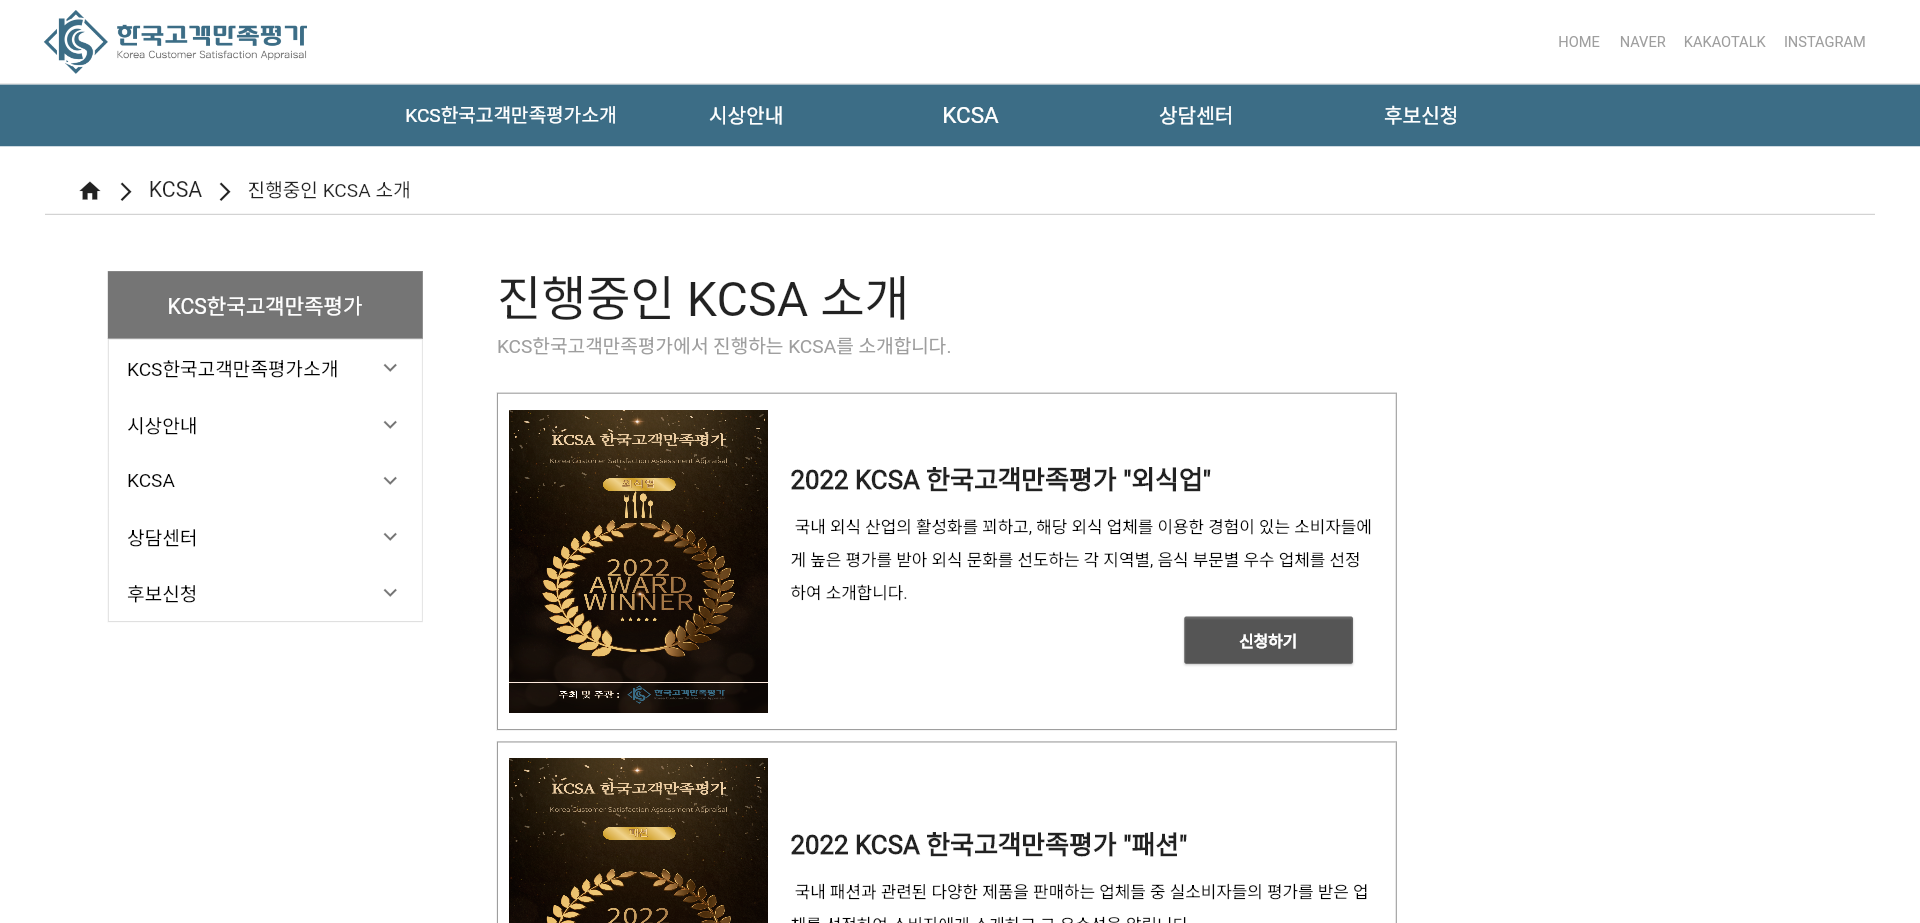 한국고객만족평가
Korea Customer Satisfaction Appraisal
HOME NAVER KAKAOTALK INSTAGRAM
KCS한국고객만족평가소개 시상안내 KCSA 상담센터 후보신청
KCSA 진행중인 KCSA 소개
KCS한국고객만족평가
KCS한국고객만족평가소개
시상안내
KCSA
상담센터
후보신청
진행중인 KCSA 소개
KCS한국고객만족평가에서 진행하는 KCSA를 소개합니다.
KCSA 한국고객만족평가
Korea Customer Satisfaction Assessment Appraisal
외식업
2022
AWARD
WINNER
주최 및 주관 : 한국고객만족평가
2022 KCSA 한국고객만족평가 "외식업"
국내 외식 산업의 활성화를 꾀하고, 해당 외식 업체를 이용한 경험이 있는 소비자들에
게 높은 평가를 받아 외식 문화를 선도하는 각 지역별, 음식 부문별 우수 업체를 선정
하여 소개합니다.
신청하기
KCSA 한국고객만족평가
Korea Customer Satisfaction Assessment Appraisal
패션
2022
2022 KCSA 한국고객만족평가 "패션"
국내 패션과 관련된 다양한 제품을 판매하는 업체들 중 실소비자들의 평가를 받은 업